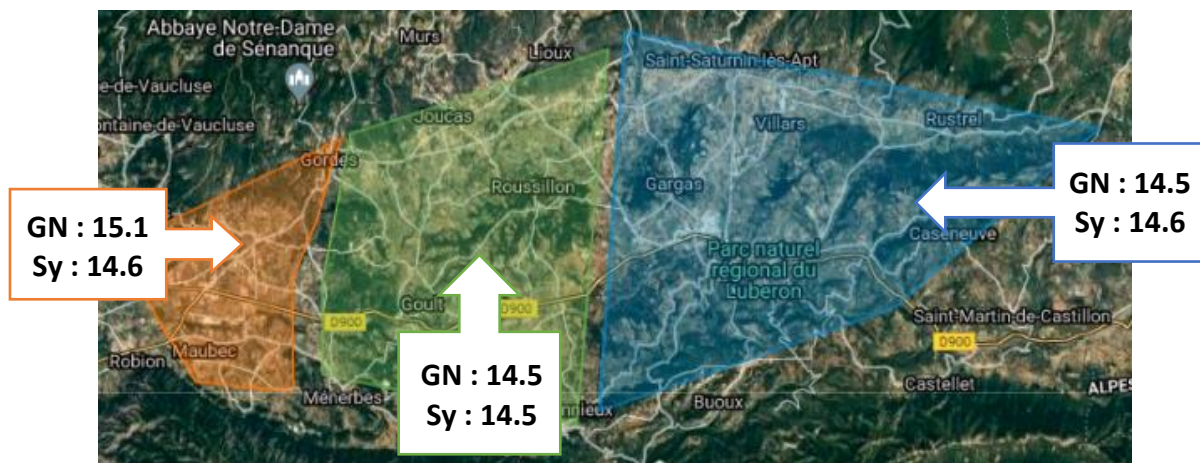 Abbaye Notre-Dame
de Sénanque
Murs
Lioux
Saint-Saturnin-lès-Apt
e-de-Vaucluse
ontaine-de-Vaucluse
Joucas
Villars
Rustrel
Gordes
Roussillon
Gargas
GN : 15.1
Sy : 14.6
GN : 14.5
Sy : 14.6
Caseneuve
Parc naturel
régional du
Luberon
Goult
D900
D900
Saint-Martin-de-Castillon
D900
Robion
Maubec
GN : 14.5
Sy : 14.5
Ménerbes
nnieux
Buoux
Castellet
ALPES